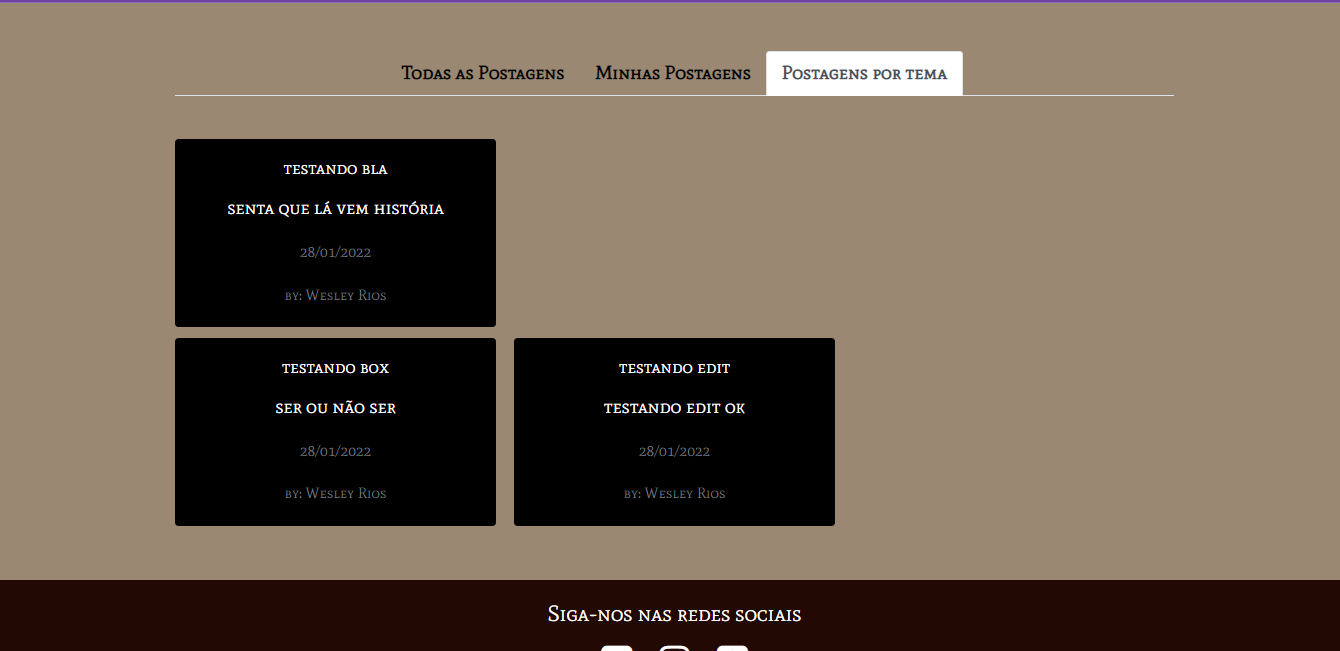 Todas as Postagens Minhas Postagens Postagens por tema
testando bla
senta que lá vem história
28/01/2022
by: Wesley Rios
testando box
ser ou não ser
28/01/2022
by: Wesley Rios
testando edit
testando edit ok
28/01/2022
by: Wesley Rios
Siga-nos nas redes sociais